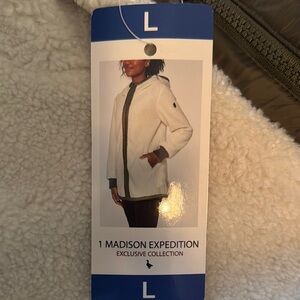 L
1 MADISON EXPEDITION
EXCLUSIVE COLLECTION
L